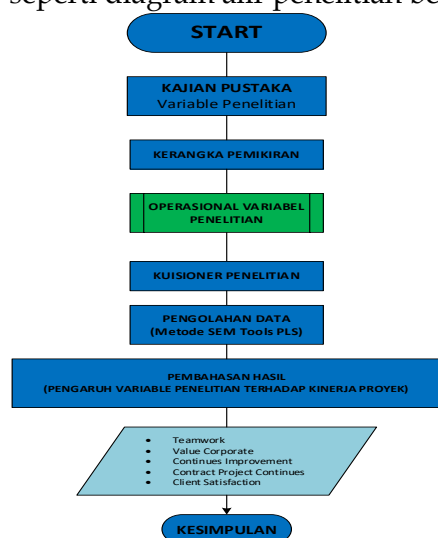 seperti diagram alir penelitian be
START
KAJIAN PUSTAKA
Variable Penelitian
KERANGKA PEMIKIRAN
OPERASIONAL VARIABEL
PENELITIAN
KUISIONER PENELITIAN
PENGOLAHAN DATA
(Metode SEM Tools PLS)
PEMBAHASAN HASIL
(PENGARUH VARIABLE PENELITIAN TERHADAP KINERJA PROYEK)
• Teamwork
• Value Corporate
• Continues Improvement
• Contract Project Continues
• Client Satisfaction
KESIMPULAN